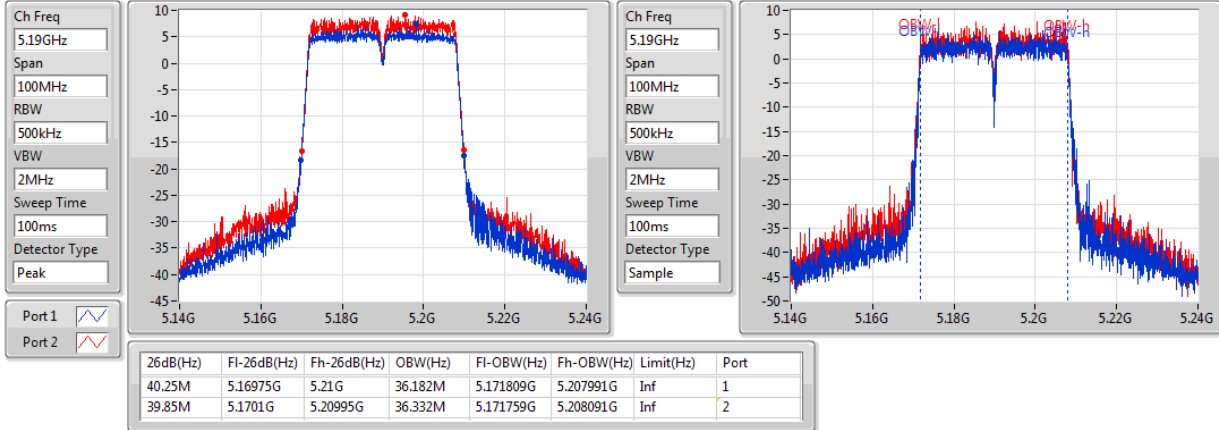 Ch Freq
5.19GHz
Span
100MHz
RBW
500kHz
VBW
2MHz
Sweep Time
100ms
Detector Type
Peak
Port 1
Port 2
10
5
0
-5
-10
-15
-20
-25
-30
-35
-40
-45
5.14G 5.16G 5.18G 5.2G 5.22G 5.24G
Ch Freq
5.19GHz
Span
100MHz
RBW
500kHz
VBW
2MHz
Sweep Time
100ms
Detector Type
Sample
10
5
0
-5
-10
-15
-20
-25
-30
-35
-40
-45
-50
5.14G 5.16G 5.18G 5.2G 5.22G 5.24G
OBW-h
OBW-h
26dB(Hz) Fl-26dB(Hz) Fh-26dB(Hz) OBW(Hz) Fl-OBW(Hz) Fh-OBW(Hz) Limit(Hz) Port
40.25M 5.16975G 5.21G 36.182M 5.171809G 5.207991G Inf 1
39.85M 5.1701G 5.20995G 36.332M 5.171759G 5.208091G Inf 2